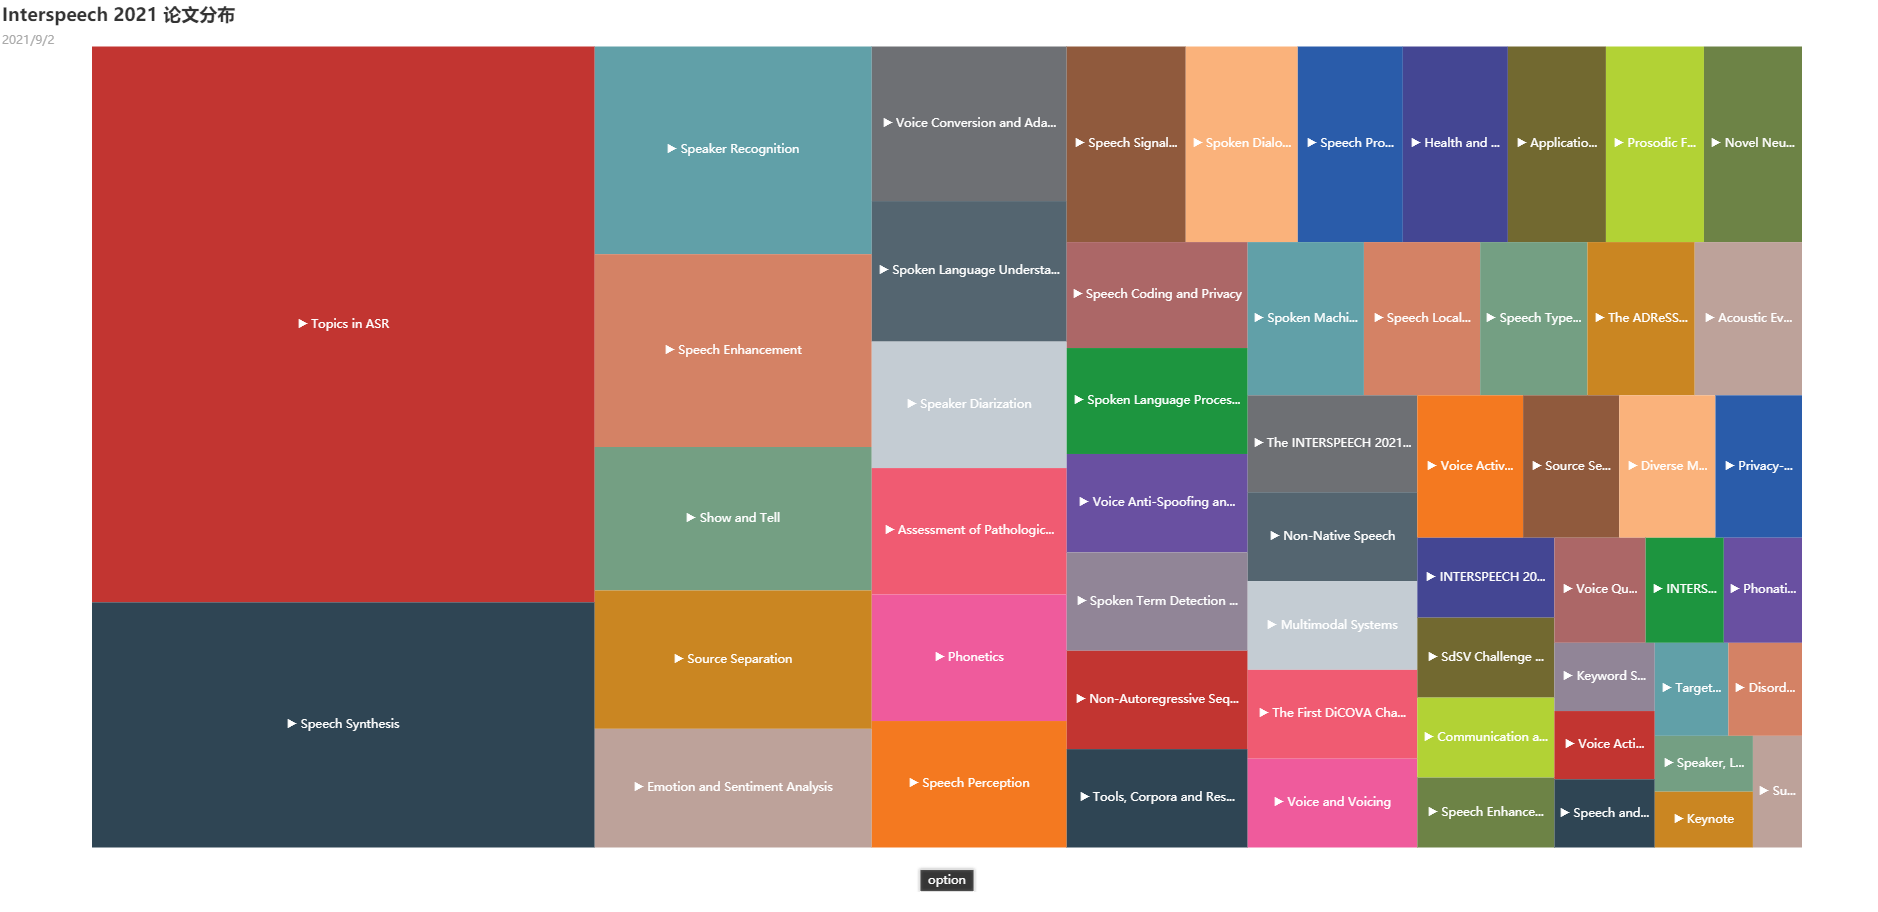 Interspeech 2021 论文分布
2021/9/2
▶ Topics in ASR
▶ Speech Synthesis
▶ Speaker Recognition
▶ Speech Enhancement
▶ Show and Tell
▶ Source Separation
▶ Emotion and Sentiment Analysis
▶ Voice Conversion and Ada...
▶ Spoken Language Understa...
▶ Speaker Diarization
▶ Assessment of Pathologic...
▶ Phonetics
▶ Speech Perception
▶ Speech Signal...
▶ Spoken Dialo...
▶ Speech Pro...
▶ Health and ...
▶ Applicatio...
▶ Prosodic F...
▶ Novel Neu...
▶ Speech Coding and Privacy
▶ Spoken Language Proces...
▶ Voice Anti-Spoofing an...
▶ Spoken Term Detection ...
▶ Non-Autoregressive Seq...
▶ Tools, Corpora and Res...
▶ Spoken Machi...
▶ Speech Local...
▶ Speech Type...
▶ The ADReSS...
▶ Acoustic Ev...
▶ The INTERSPEECH 2021...
▶ Non-Native Speech
▶ Multimodal Systems
▶ The First DiCOVA Cha...
▶ Voice and Voicing
▶ Voice Activ...
▶ Source Se...
▶ Diverse M...
▶ Privacy-...
▶ INTERSPEECH 20...
▶ SdSV Challenge ...
▶ Communication a...
▶ Speech Enhance...
▶ Voice Qu...
▶ INTERS...
▶ Phonati...
▶ Keyword S...
▶ Voice Acti...
▶ Speech and...
▶ Target...
▶ Disord...
▶ Speaker, L...
▶ Keynote
▶ Su...
option